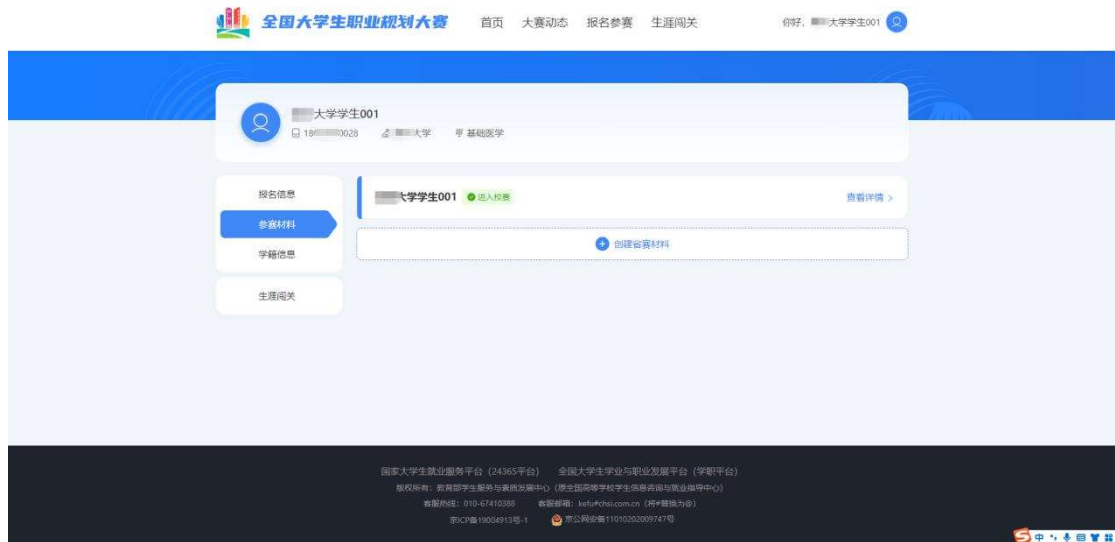 全国大学生职业规划大赛 首页 大赛动态 报名参赛 生涯闯关 你好, 大学学生001
大学学生001
18 0028 大学 基础医学
报名信息
参赛材料
学籍信息
生涯闯关
大学学生001 进入校赛 查看详情 >
创建省赛材料
国家大学生就业服务平台（24365平台） 全国大学生学业与职业发展平台（学职平台）
版权所有：教育部学生服务与素质发展中心（原全国高等学校学生信息咨询与就业指导中心）
客服热线：010-67410388 客服邮箱：kefu#chsi.com.cn（将#替换为@）
京ICP备19004913号-1 京公网安备11010202009747号
中